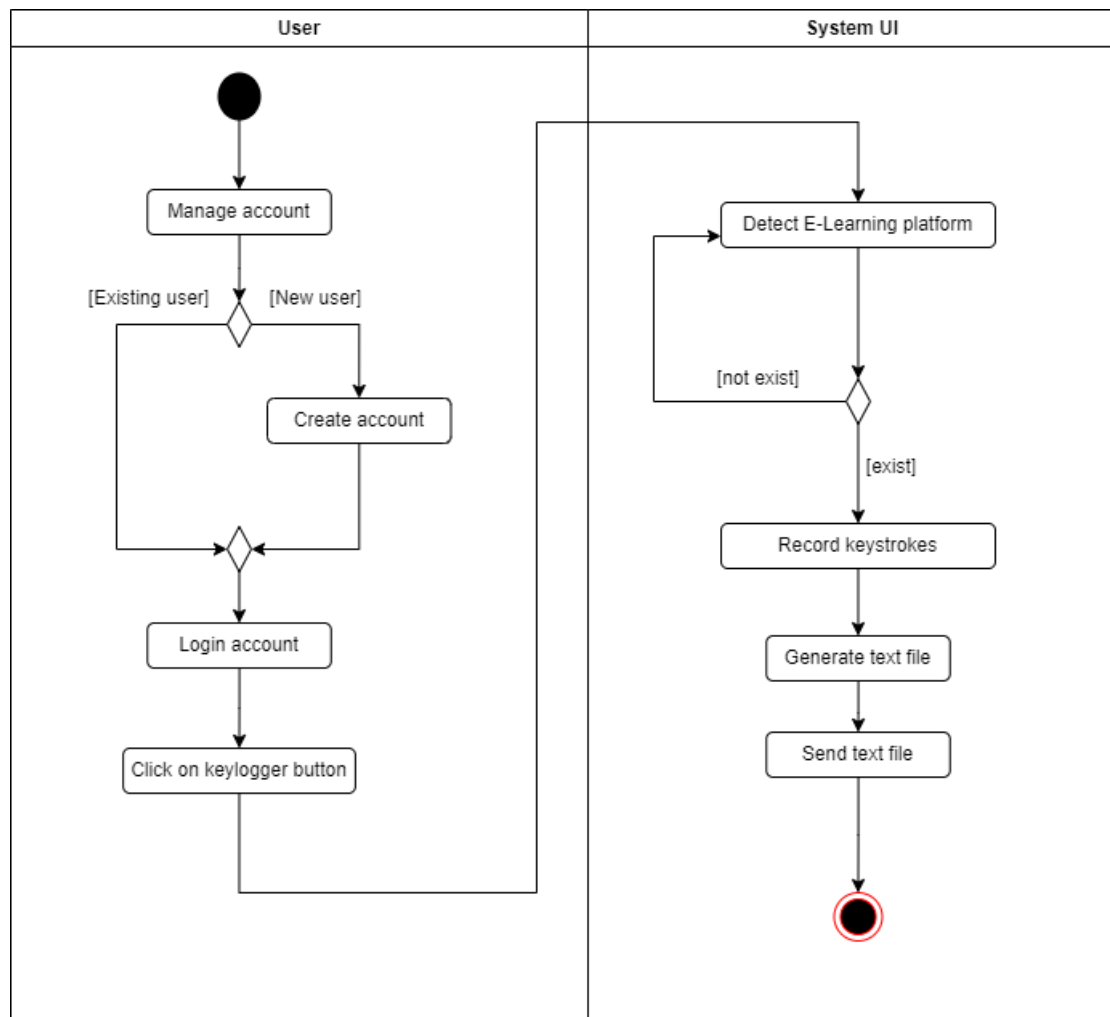 User
System UI
Manage account
Detect E-Learning platform
[Existing user]
[New user]
[not exist]
Create account
[exist]
Record keystrokes
Login account
Generate text file
Send text file
Click on keylogger button